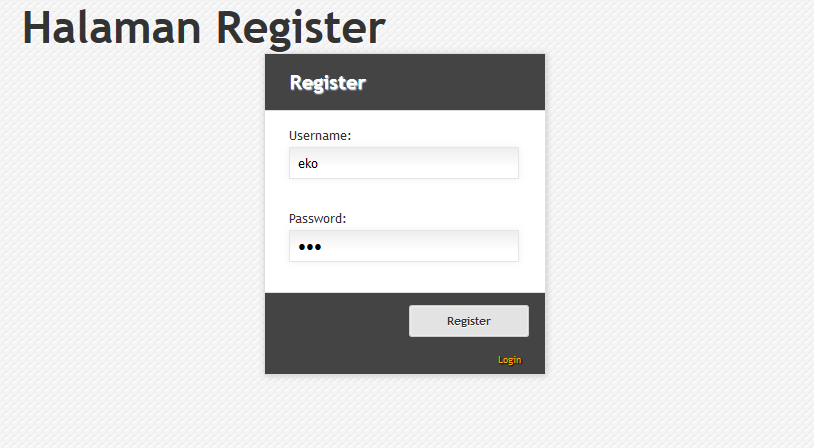 Halaman Register
Register
Username:
eko
Password:
•••
Register
Login